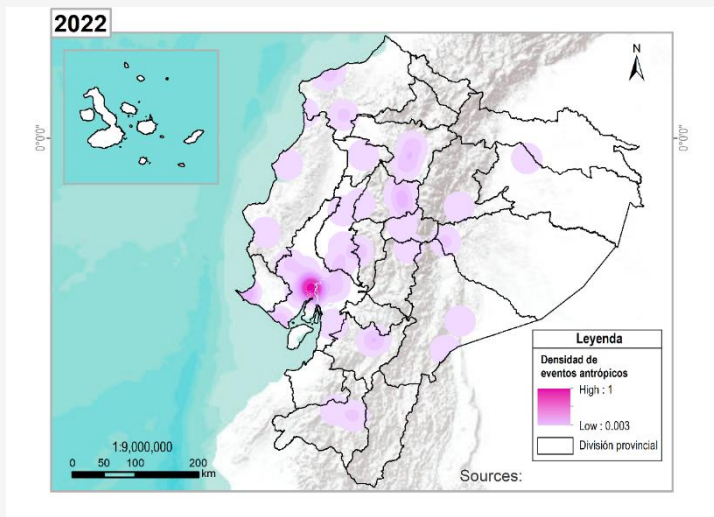 2022
N
0°0'0"
0°0'0"
Leyenda
Densidad de
eventos antrópicos
High : 1
Low : 0.003
División provincial
1:9,000,000
0 50 100 200
km
Sources: